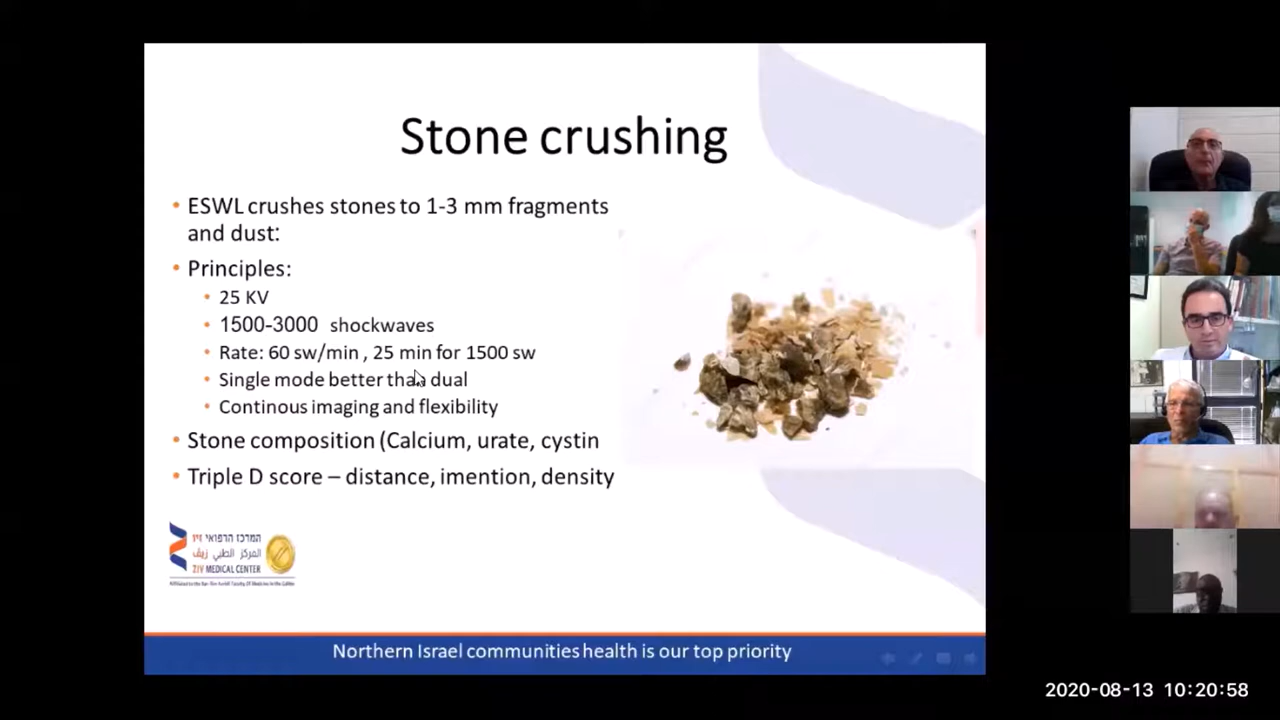 Stone crushing
• ESWL crushes stones to 1-3 mm fragments
and dust:
• Principles:
• 25 KV
• 1500-3000 shockwaves
• Rate: 60 sw/min , 25 min for 1500 sw
• Single mode better than dual
• Continous imaging and flexibility
• Stone composition (Calcium, urate, cystin
• Triple D score – distance, imention, density
המרכז הרפואי זיו
المركز الطبي زيڤ
ZIV MEDICAL CENTER
Northern Israel communities health is our top priority
2020-08-13 10:20:58